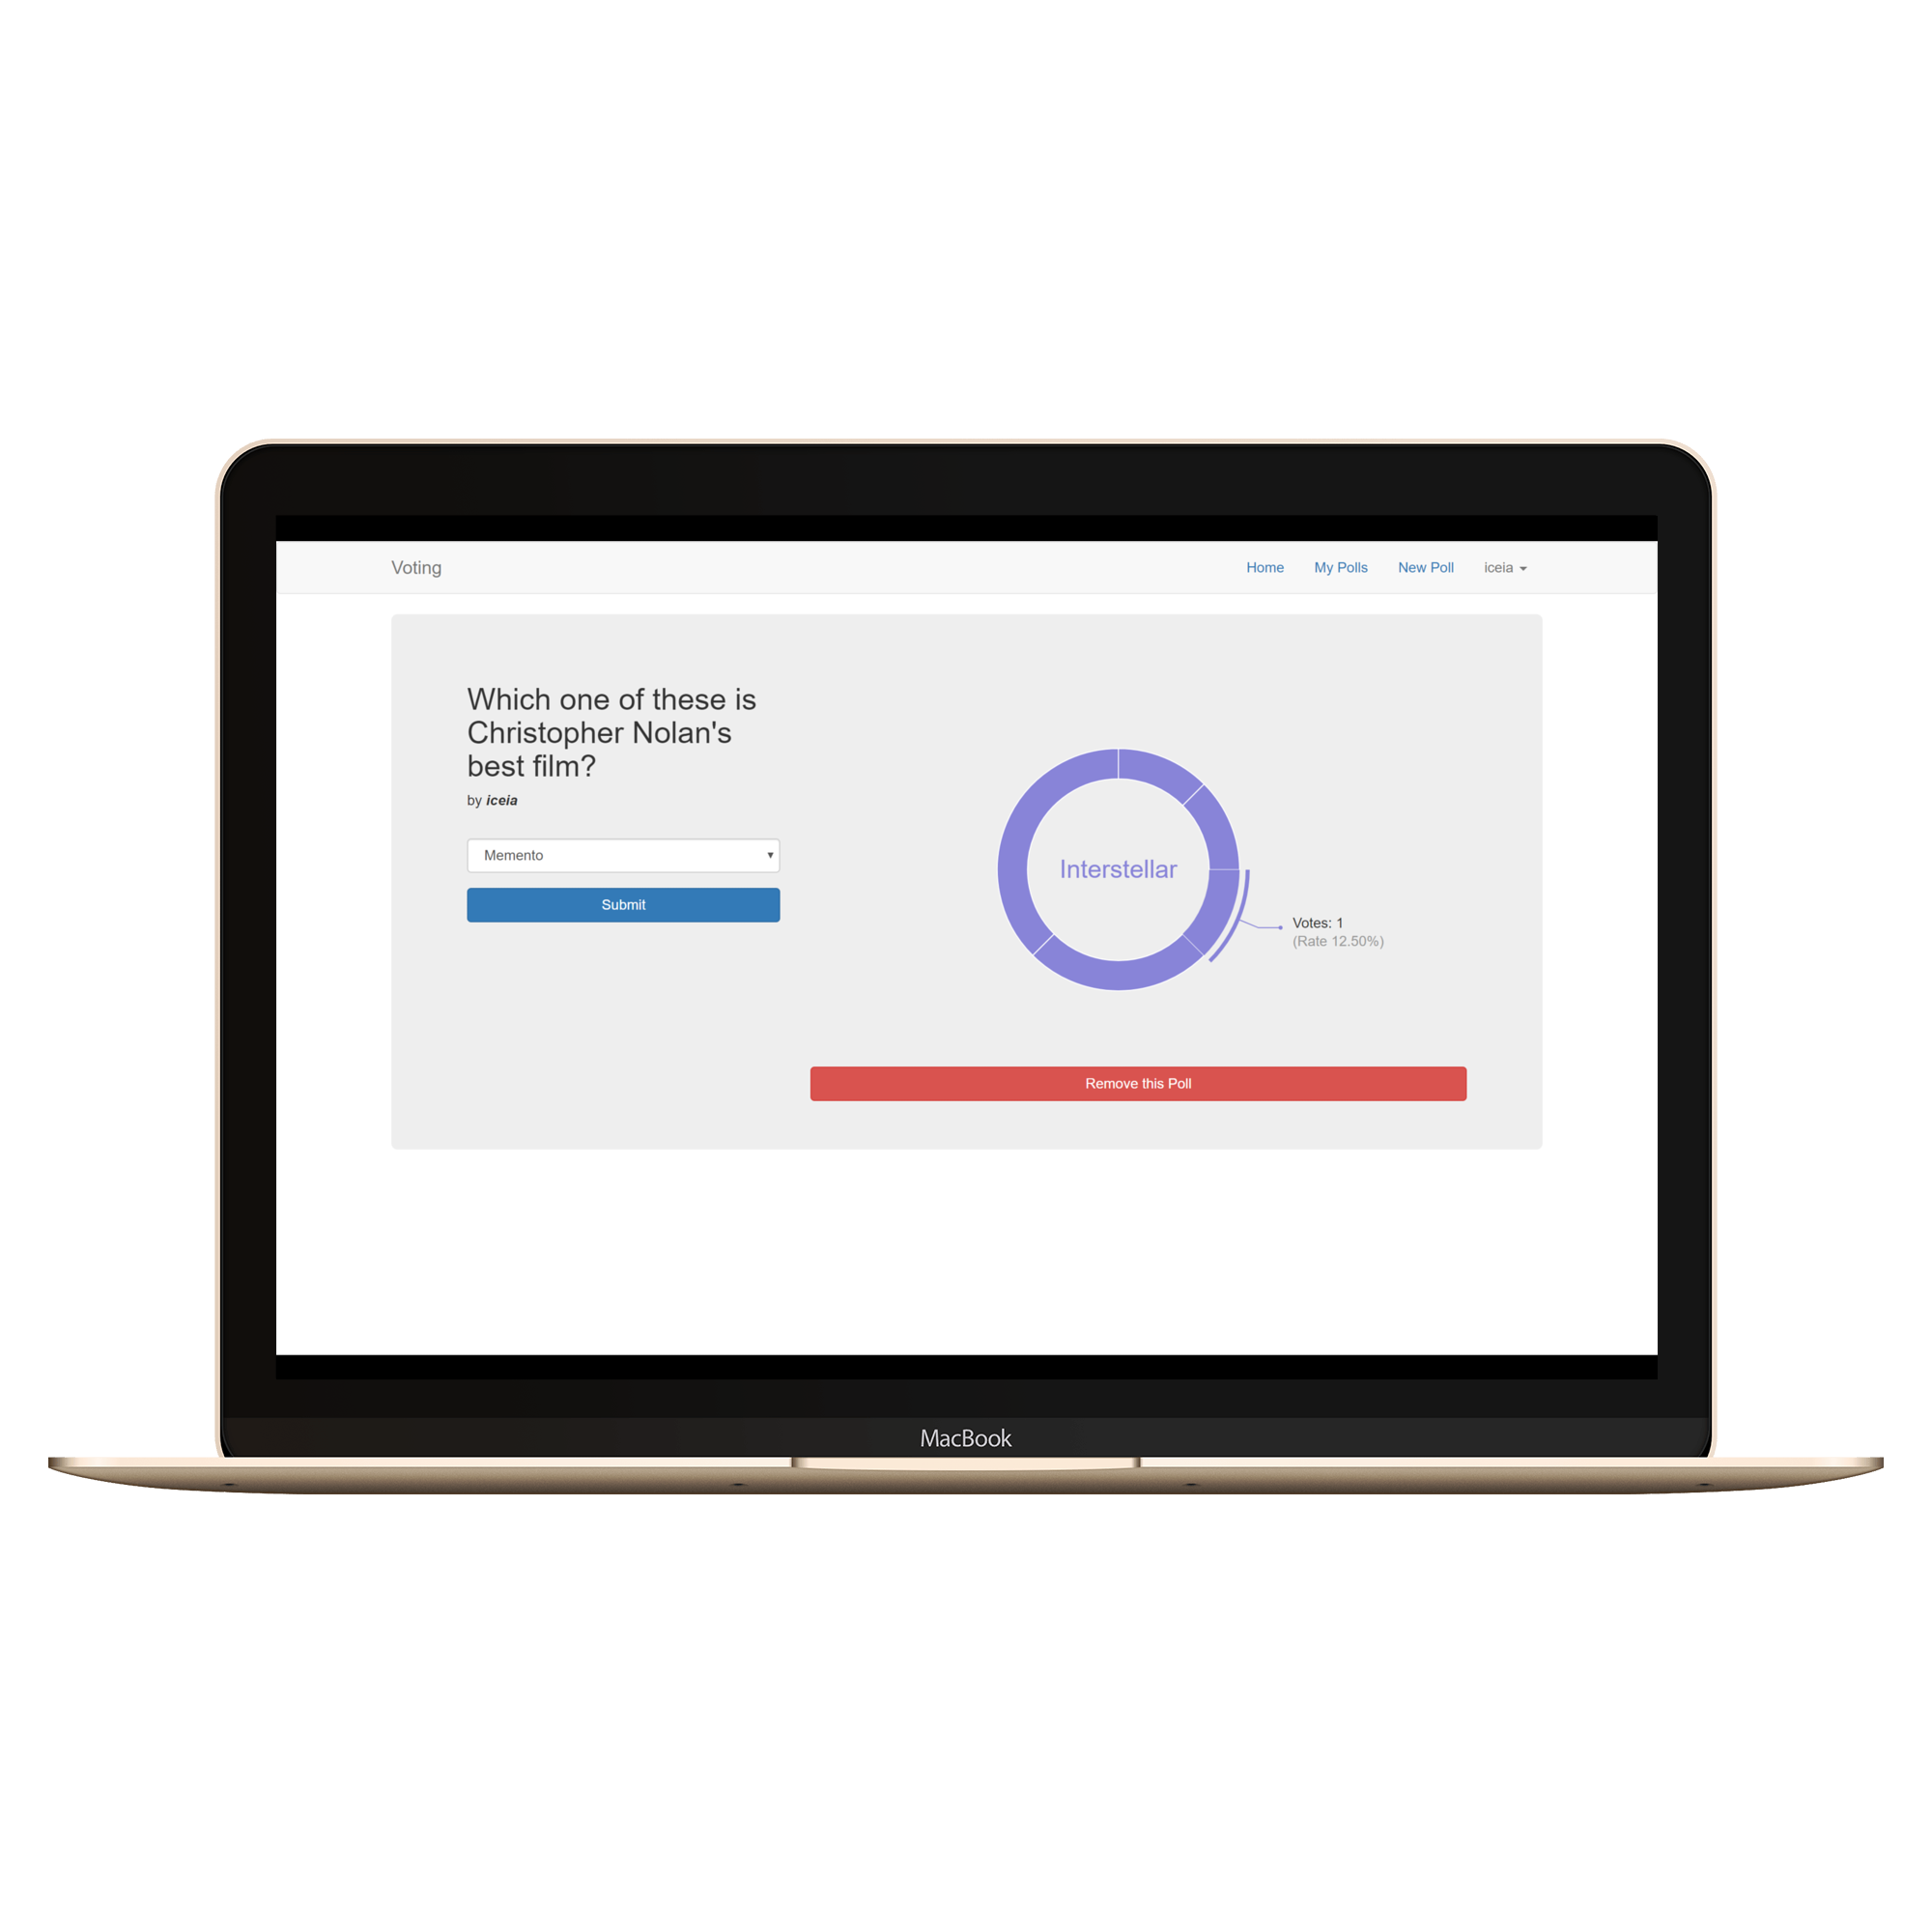 Voting
Home
My Polls
New Poll
iceia
Which one of these is
Christopher Nolan's
best film?
by iceia
Memento
Submit
Interstellar
Votes: 1
(Rate 12.50%)
Remove this Poll
MacBook